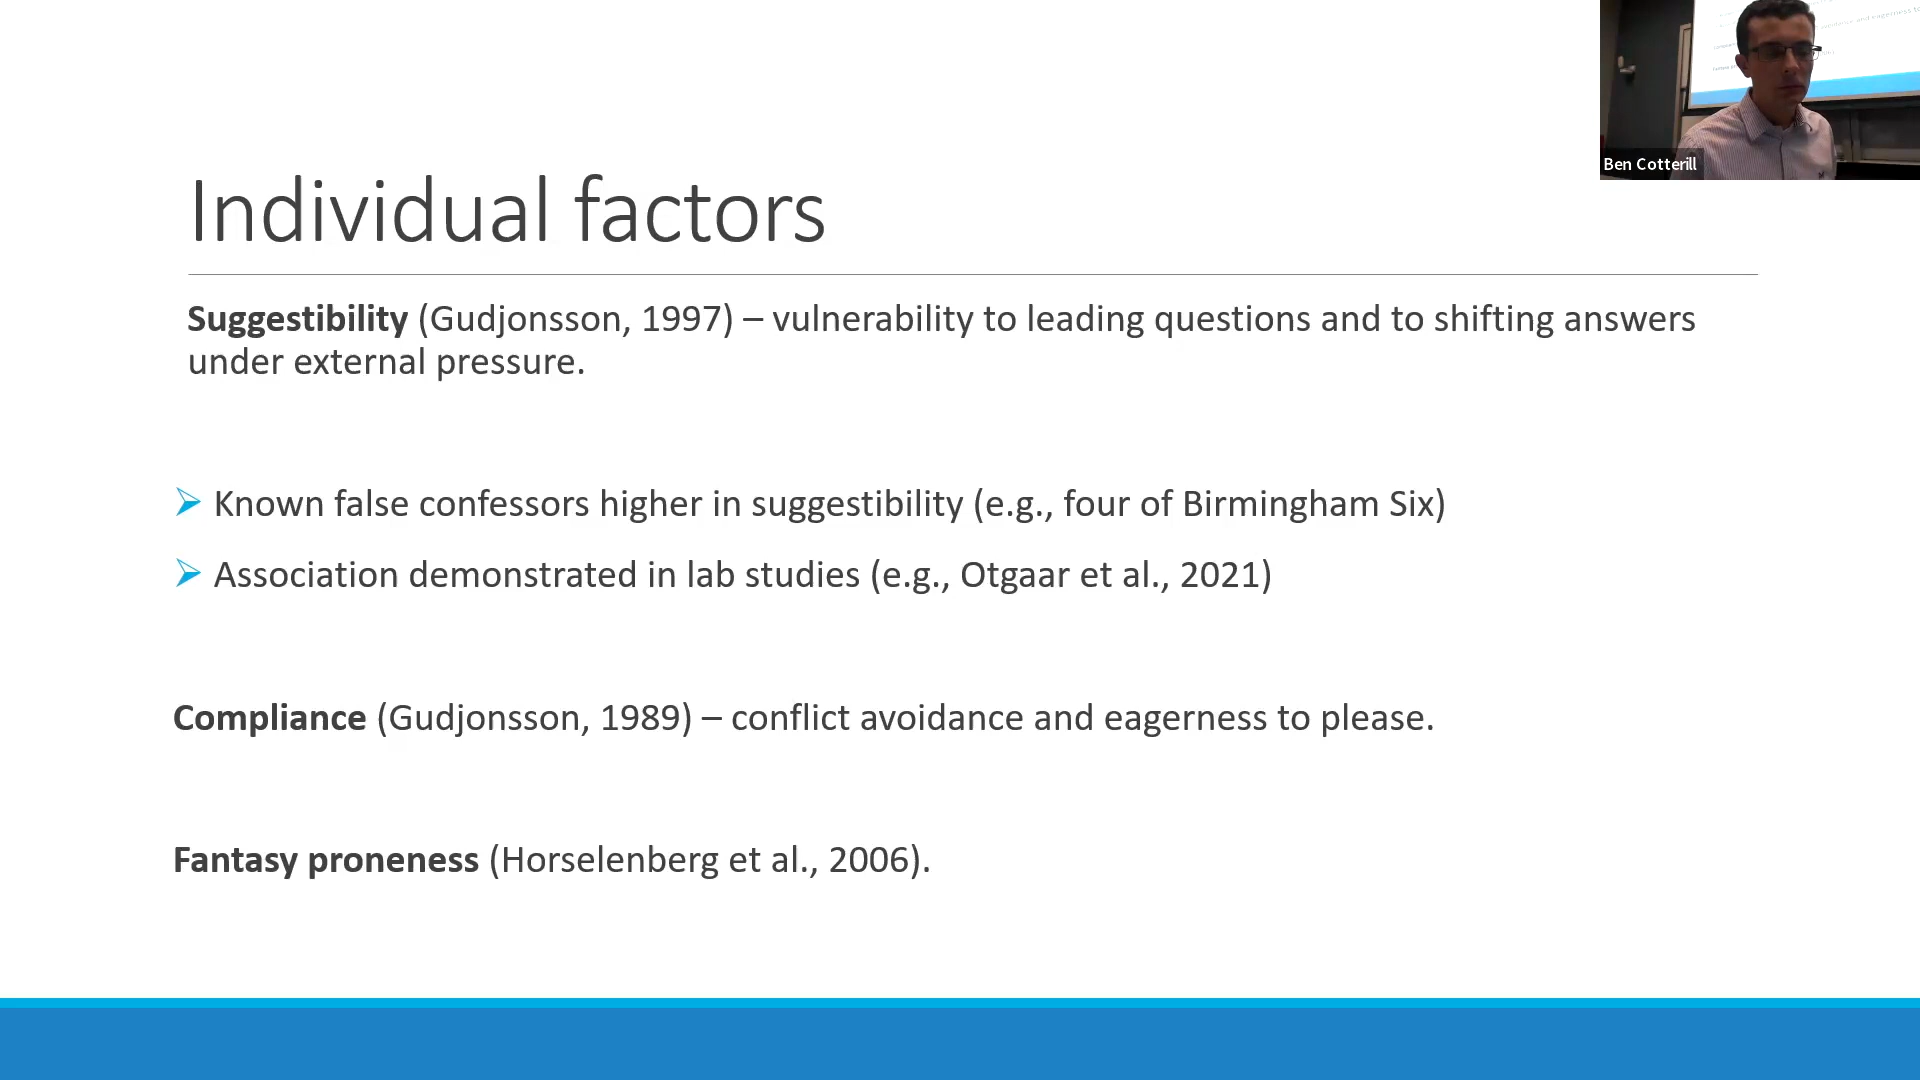 Ben Cotterill
Individual factors
Suggestibility (Gudjonsson, 1997) – vulnerability to leading questions and to shifting answers
under external pressure.
Known false confessors higher in suggestibility (e.g., four of Birmingham Six)
Association demonstrated in lab studies (e.g., Otgaar et al., 2021)
Compliance (Gudjonsson, 1989) – conflict avoidance and eagerness to please.
Fantasy proneness (Horselenberg et al., 2006).